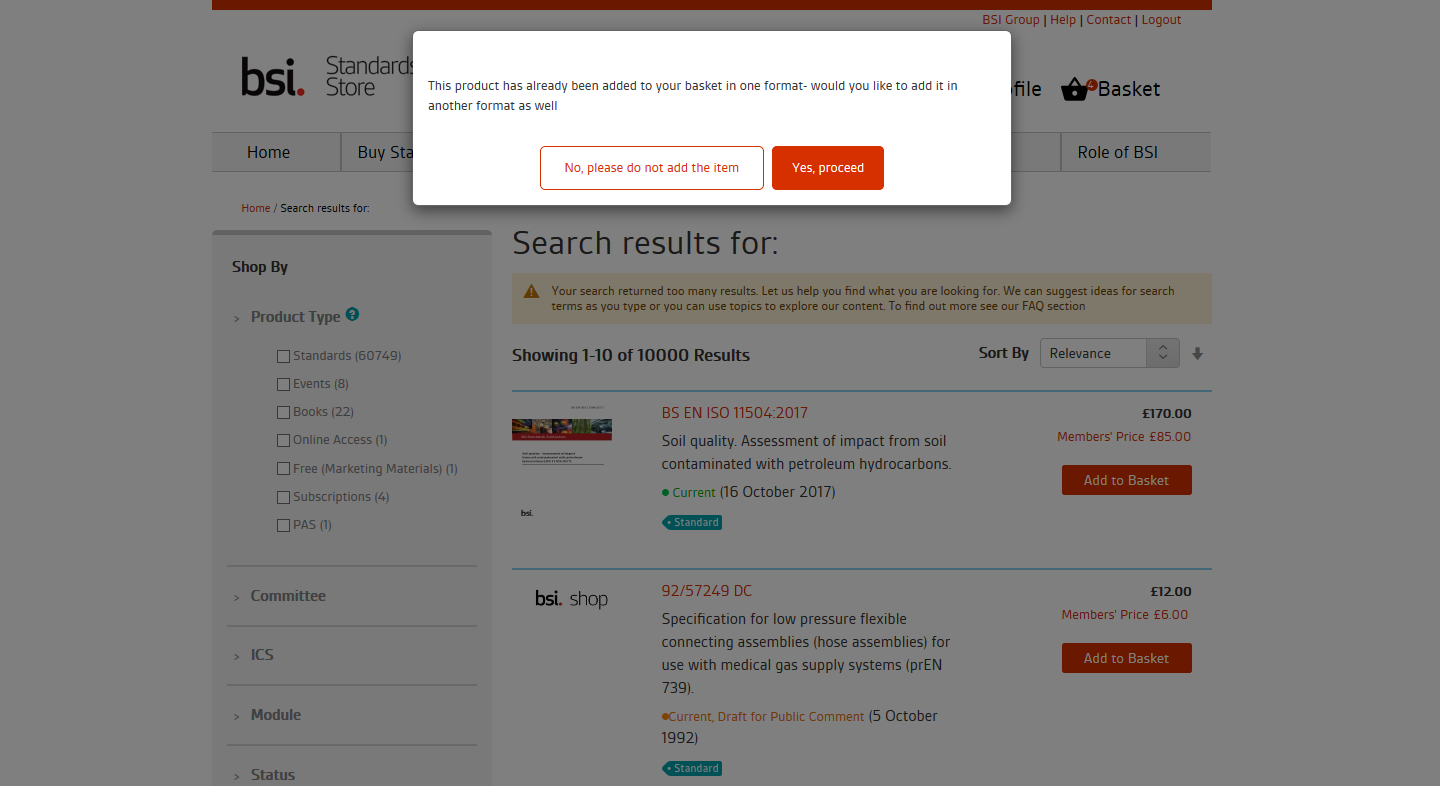 BSI Group | Help | Contact | Logout
bsi.
Standards
Store
This product has already been added to your basket in one format- would you like to add it in
another format as well
No, please do not add the item
Yes, proceed
Basket
Home
Buy Sta
Role of BSI
Home / Search results for:
Shop By
Product Type ?
Standards (60749)
Events (8)
Books (22)
Online Access (1)
Free (Marketing Materials) (1)
Subscriptions (4)
PAS (1)
Committee
ICS
Module
Status
Search results for:
Your search returned too many results. Let us help you find what you are looking for. We can suggest ideas for search
terms as you type or you can use topics to explore our content. To find out more see our FAQ section
Showing 1-10 of 10000 Results
Sort By
Relevance
BS EN ISO 11504:2017
£170.00
Soil quality. Assessment of impact from soil
contaminated with petroleum hydrocarbons.
Members' Price £85.00
Add to Basket
Current (16 October 2017)
Standard
bsi.
bsi. shop
92/57249 DC
£12.00
Specification for low pressure flexible
connecting assemblies (hose assemblies) for
use with medical gas supply systems (prEN
739).
Members' Price £6.00
Add to Basket
Current, Draft for Public Comment (5 October
1992)
Standard